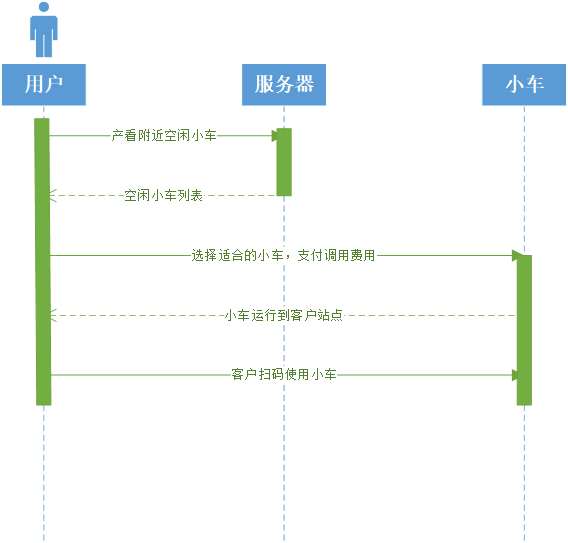 用户
服务器
小车
产看附近空闲小车
空闲小车列表
选择适合的小车，支付调用费用
小车运行到客户站点
客户扫码使用小车